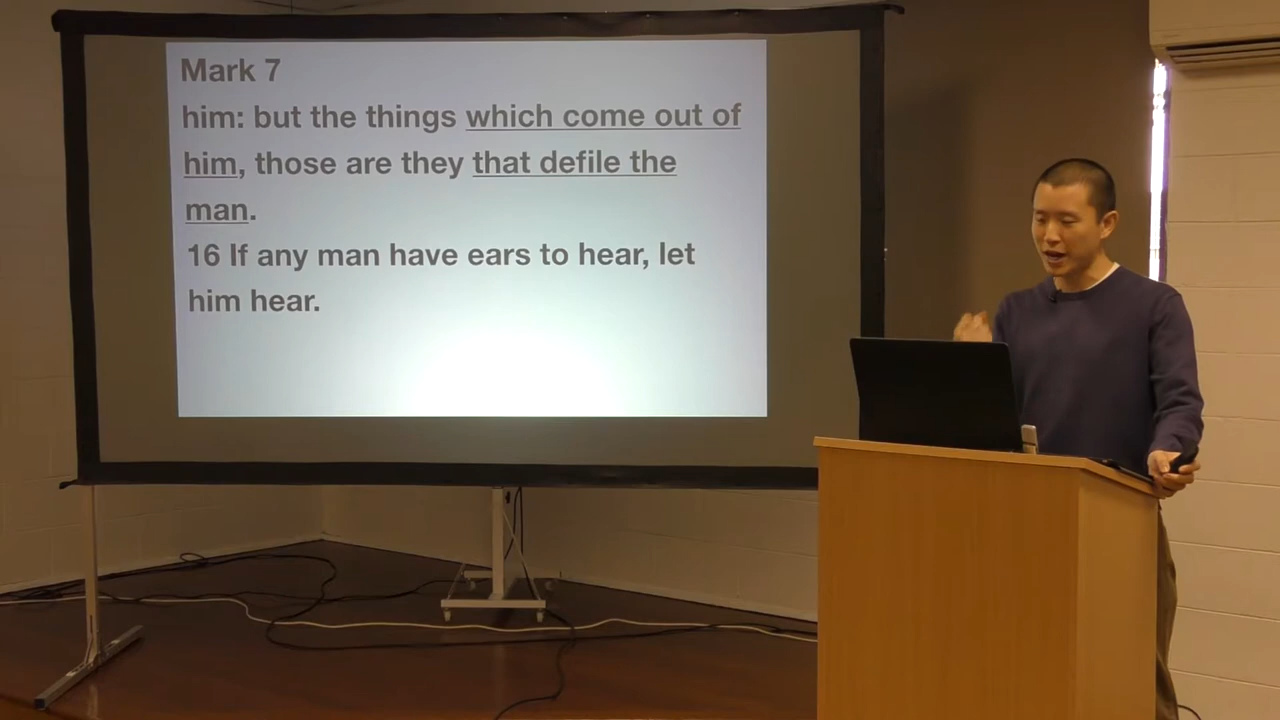 Mark 7
him: but the things which come out of
him, those are they that defile the
man.
16 If any man have ears to hear, let
him hear.